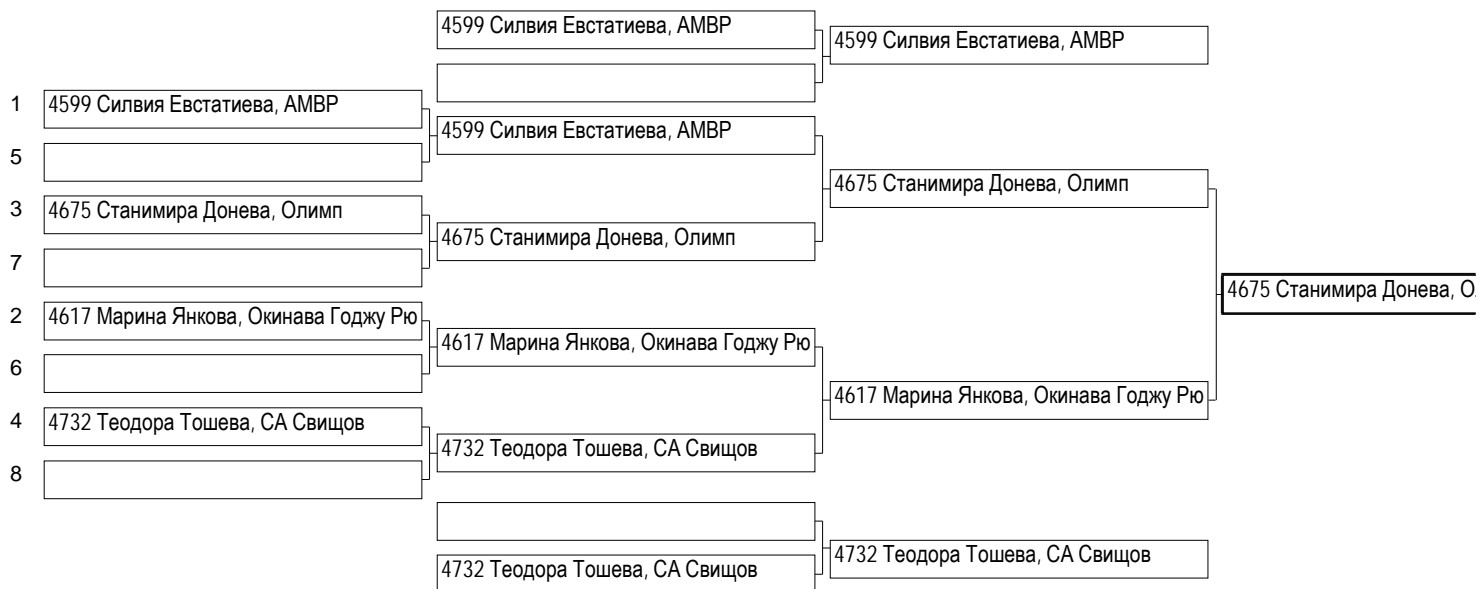 4599 Силвия Евстатиева, АМВР
4599 Силвия Евстатиева, АМВР
1 4599 Силвия Евстатиева, АМВР
4599 Силвия Евстатиева, АМВР
5
4675 Станимира Донева, Олимп
3 4675 Станимира Донева, Олимп
4675 Станимира Донева, Олимп
7
4675 Станимира Донева, О
2 4617 Марина Янкова, Окинава Годжу Рю
4617 Марина Янкова, Окинава Годжу Рю
6
4617 Марина Янкова, Окинава Годжу Рю
4 4732 Теодора Тошева, СА Свищов
4732 Теодора Тошева, СА Свищов
8
4732 Теодора Тошева, СА Свищов
4732 Теодора Тошева, СА Свищов